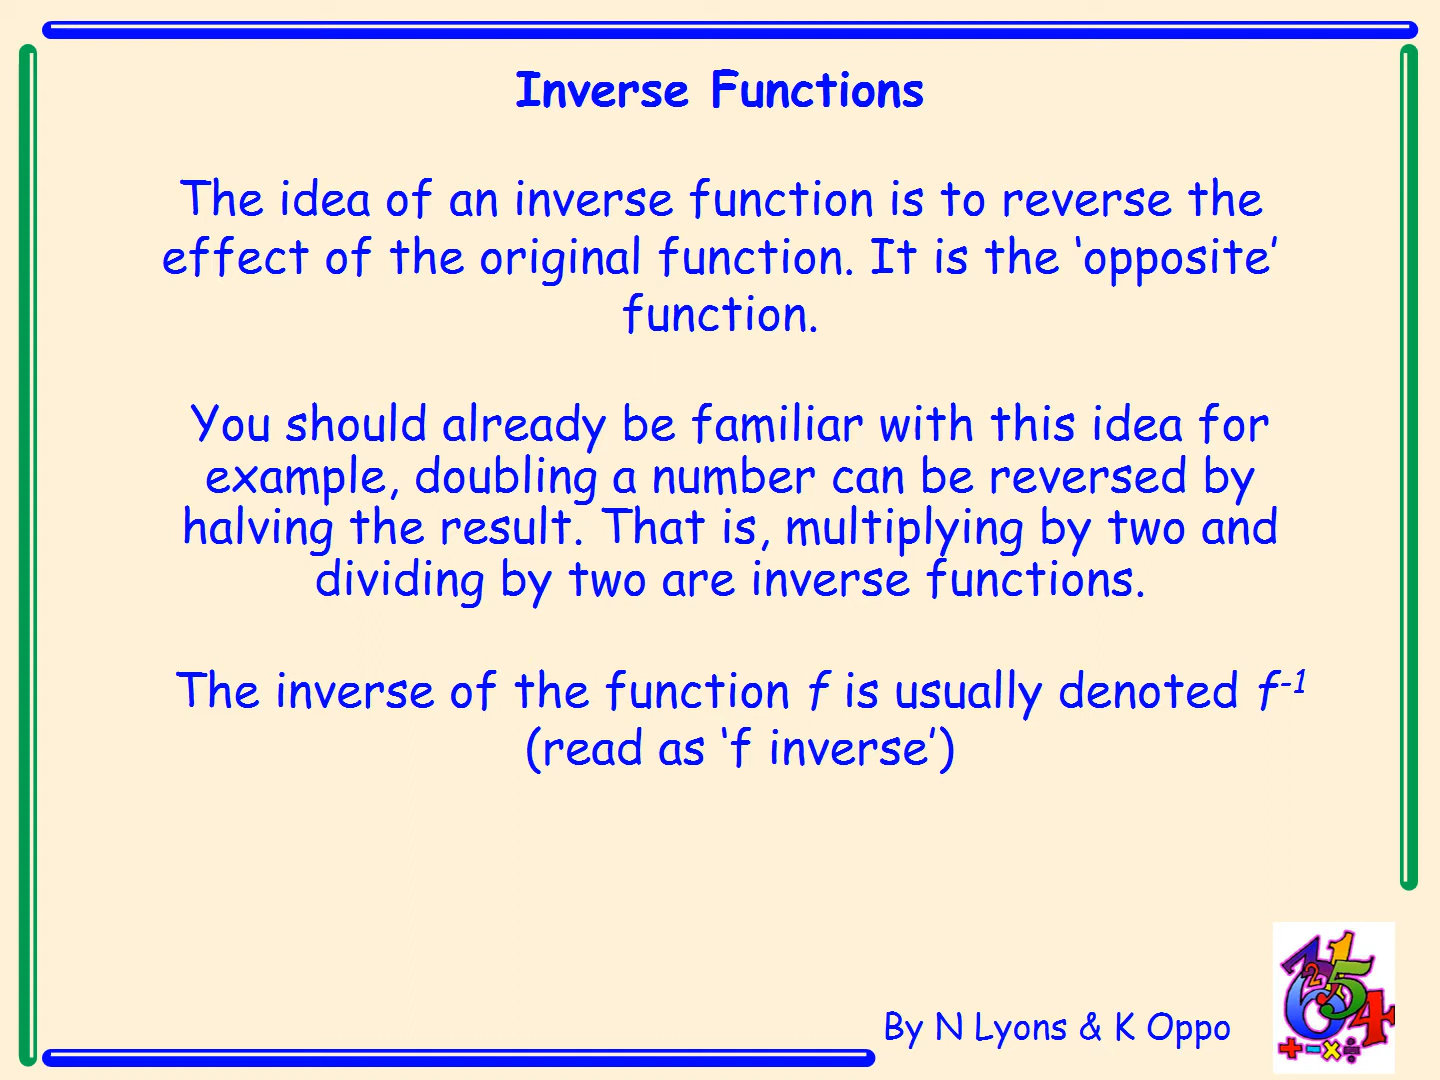 Inverse Functions
The idea of an inverse function is to reverse the
effect of the original function. It is the ‘opposite’
function.
You should already be familiar with this idea for
example, doubling a number can be reversed by
halving the result. That is, multiplying by two and
dividing by two are inverse functions.
The inverse of the function f is usually denoted f⁻¹
(read as ‘f inverse’)
By N Lyons & K Oppo